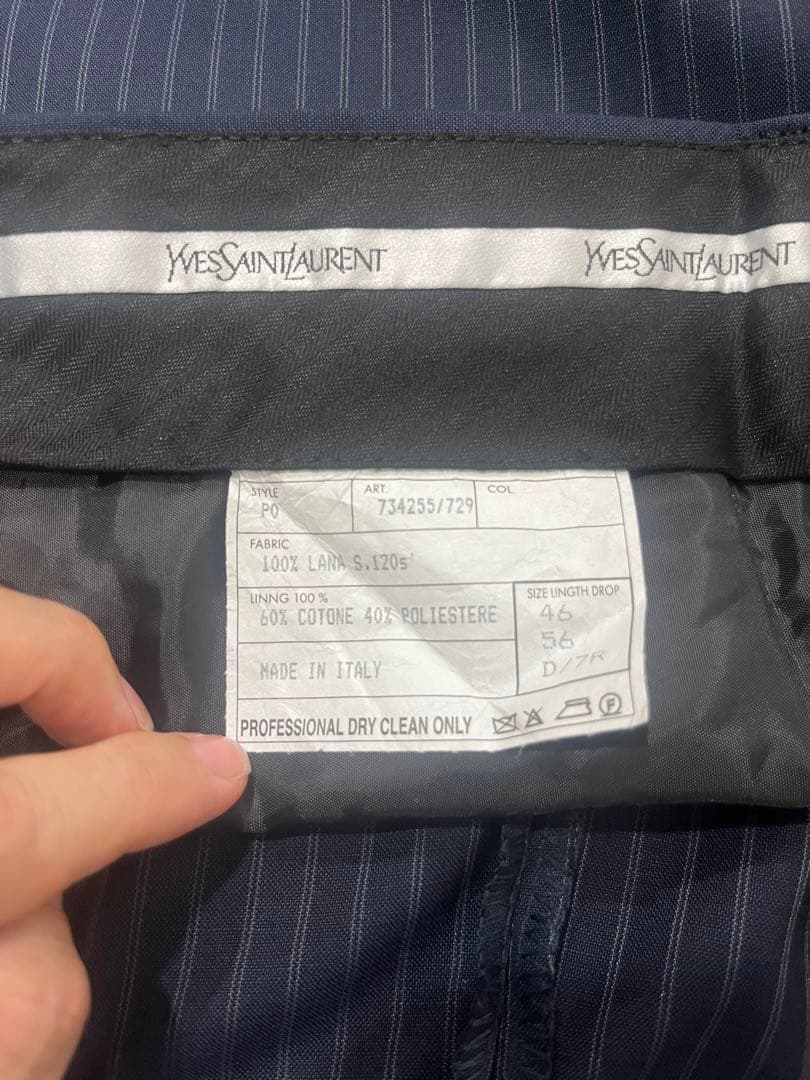 YVESSAINTLAURENT YVESSAINTLAURENT
STYLE ART. COL.
PO 734255/729
FABRIC
100% LANA S.120s'
LINNG 100 % SIZE LINGTH DROP
60% COTONE 40% POLIESTERE 46
56
MADE IN ITALY D/7R
PROFESSIONAL DRY CLEAN ONLY F